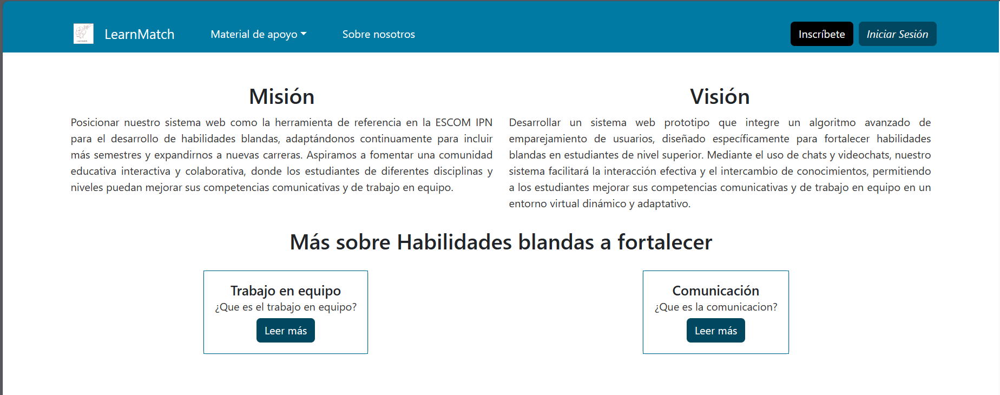 LearnMatch
Material de apoyo
Sobre nosotros
Inscríbete
Iniciar Sesión
Misión
Posicionar nuestro sistema web como la herramienta de referencia en la ESCOM IPN
para el desarrollo de habilidades blandas, adaptándonos continuamente para incluir
más semestres y expandirnos a nuevas carreras. Aspiramos a fomentar una comunidad
educativa interactiva y colaborativa, donde los estudiantes de diferentes disciplinas y
niveles puedan mejorar sus competencias comunicativas y de trabajo en equipo.
Visión
Desarrollar un sistema web prototipo que integre un algoritmo avanzado de
emparejamiento de usuarios, diseñado específicamente para fortalecer habilidades
blandas en estudiantes de nivel superior. Mediante el uso de chats y videochats, nuestro
sistema facilitará la interacción efectiva y el intercambio de conocimientos, permitiendo
a los estudiantes mejorar sus competencias comunicativas y de trabajo en equipo en un
entorno virtual dinámico y adaptativo.
Más sobre Habilidades blandas a fortalecer
Trabajo en equipo
¿Que es el trabajo en equipo?
Leer más
Comunicación
¿Que es la comunicacion?
Leer más